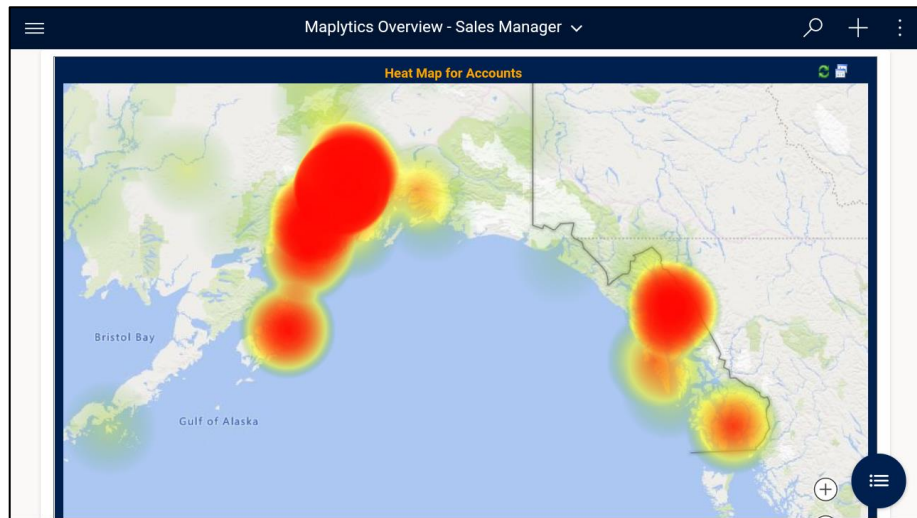 Maplytics Overview - Sales Manager
Heat Map for Accounts
Bristol Bay
Gulf of Alaska